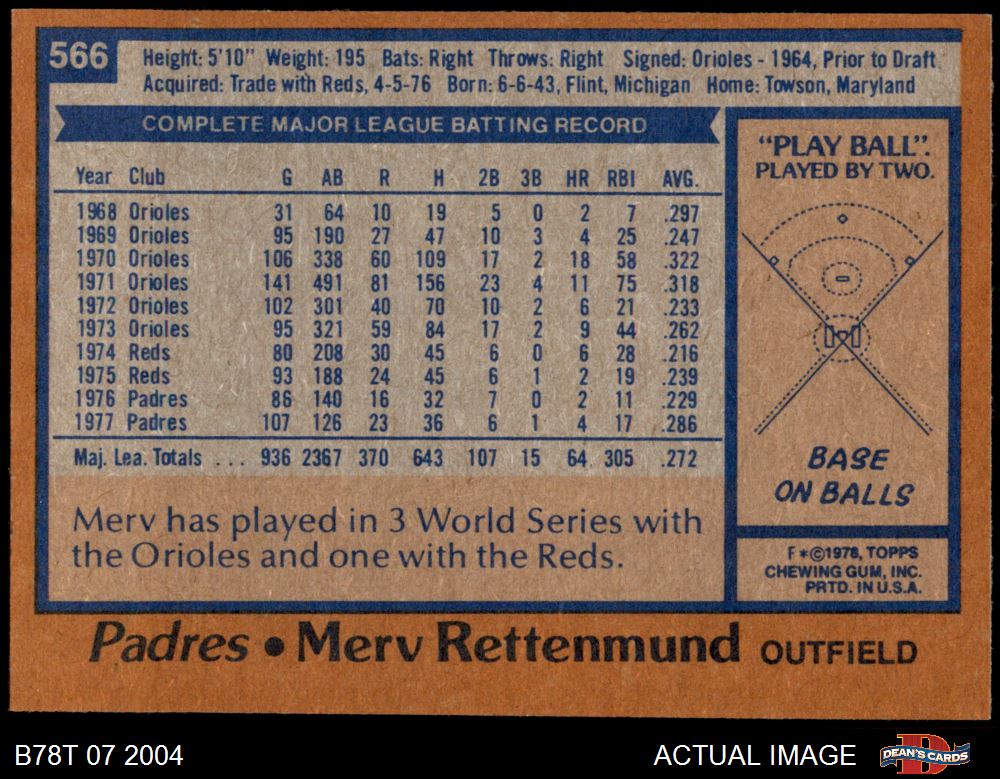 566
Height: 5'10" Weight: 195 Bats: Right Throws: Right Signed: Orioles - 1964, Prior to Draft
Acquired: Trade with Reds, 4-5-76 Born: 6-6-43, Flint, Michigan Home: Towson, Maryland
COMPLETE MAJOR LEAGUE BATTING RECORD
Year Club G AB R H 2B 3B HR RBI AVG.
1968 Orioles 31 64 10 19 5 0 2 7 .297
1969 Orioles 95 190 27 47 10 3 4 25 .247
1970 Orioles 106 338 60 109 17 2 18 58 .322
1971 Orioles 141 491 81 156 23 4 11 75 .318
1972 Orioles 102 301 40 70 10 2 6 21 .233
1973 Orioles 95 321 59 84 17 2 9 44 .262
1974 Reds 80 208 30 45 6 0 6 28 .216
1975 Reds 93 188 24 45 6 1 2 19 .239
1976 Padres 86 140 16 32 7 0 2 11 .229
1977 Padres 107 126 23 36 6 1 4 17 .286
Maj. Lea. Totals ... 936 2367 370 643 107 15 64 305 .272
Merv has played in 3 World Series with
the Orioles and one with the Reds.
"PLAY BALL".
PLAYED BY TWO.
BASE
ON BALLS
F*©1978, TOPPS
CHEWING GUM, INC.
PRTD. IN U.S.A.
Padres • Merv Rettenmund OUTFIELD
B78T 07 2004
ACTUAL IMAGE
DEAN'S CARDS